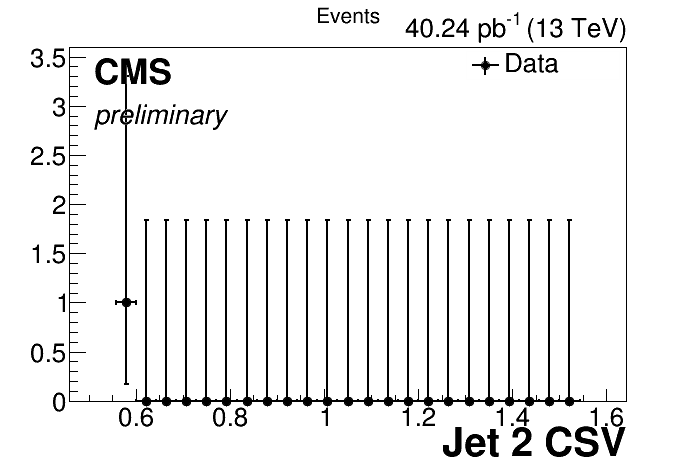 Events
40.24 pb-1 (13 TeV)
CMS
preliminary
Data
3.5
3
2.5
2
1.5
1
0.5
0
0.6 0.8 1 1.2 1.4 1.6
Jet 2 CSV